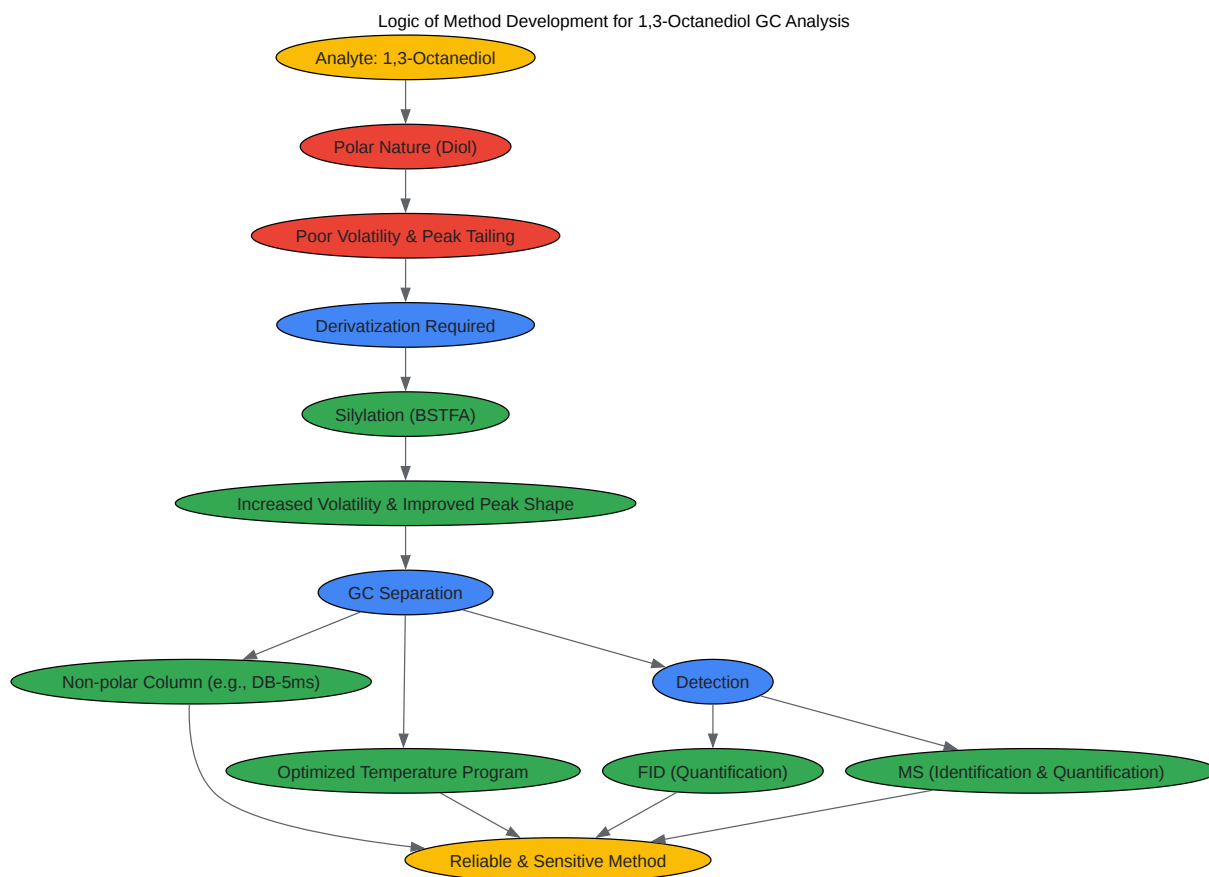 Logic of Method Development for 1,3-Octanediol GC Analysis
Analyte: 1,3-Octanediol
Polar Nature (Diol)
Poor Volatility & Peak Tailing
Derivatization Required
Silylation (BSTFA)
Increased Volatility & Improved Peak Shape
GC Separation
Non-polar Column (e.g., DB-5ms)
Detection
Optimized Temperature Program
FID (Quantification)
MS (Identification & Quantification)
Reliable & Sensitive Method